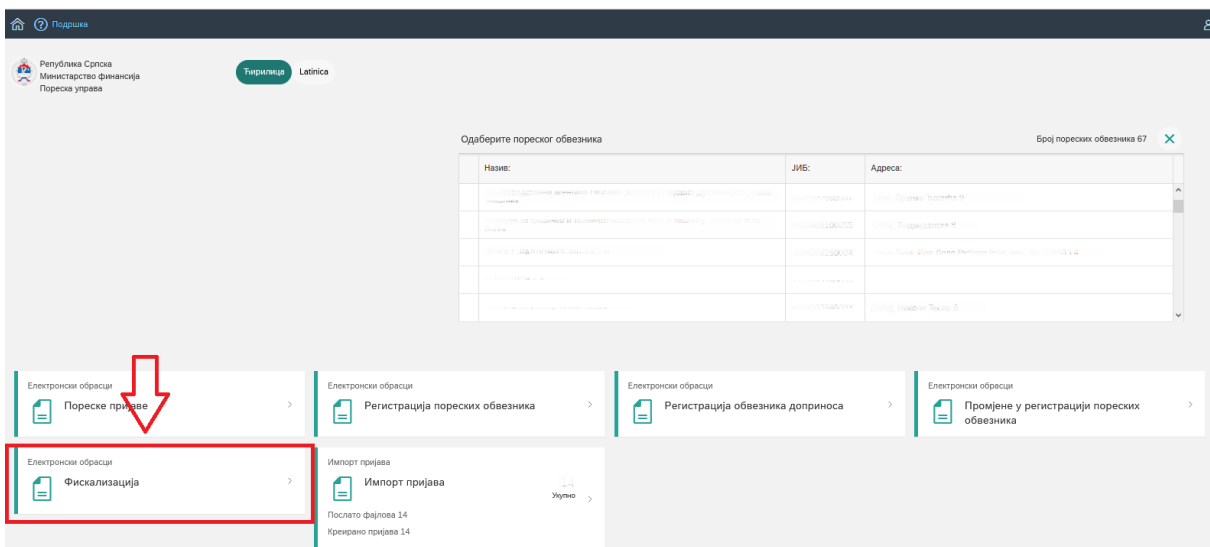 Подршка
Република Српска
Министарство финансија
Пореска управа
Ћирилица
Latinica
Одаберите пореског обвезника
Број пореских обвезника 67
Назив:
ЈИБ:
Адреса:
Електронски обрасци
Пореске пријаве
Електронски обрасци
Регистрација пореских обвезника
Електронски обрасци
Регистрација обвезника доприноса
Електронски обрасци
Промјене у регистрацији пореских
обвезника
Електронски обрасци
Фискализација
Импорт пријава
Импорт пријава
Укупно
Послато фајлова 14
Креирано пријава 14